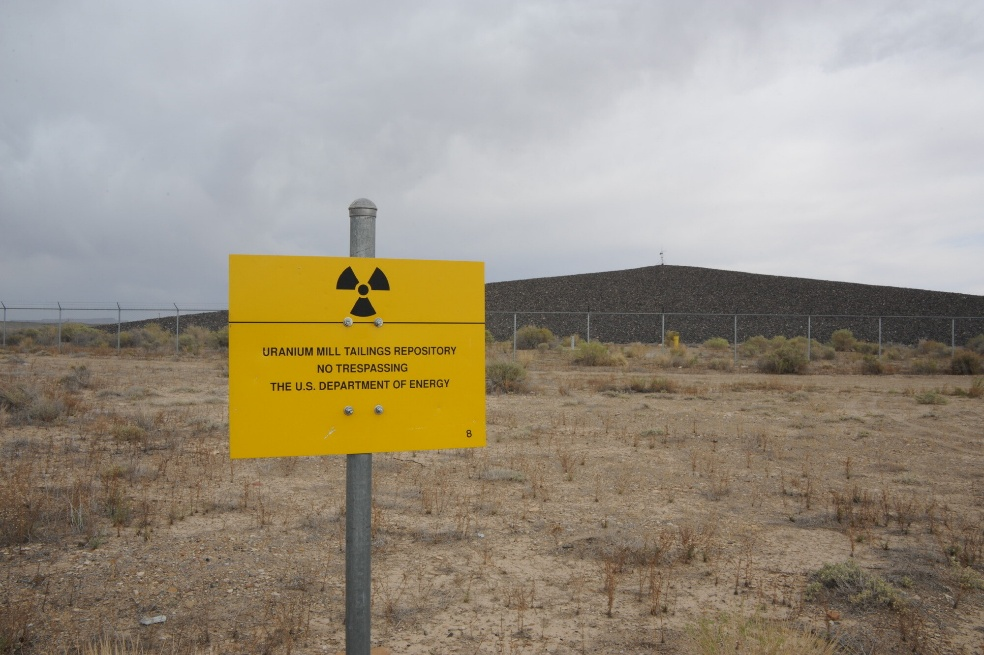 URANIUM MILL TAILINGS REPOSITORY
NO TRESPASSING
THE U.S. DEPARTMENT OF ENERGY
8